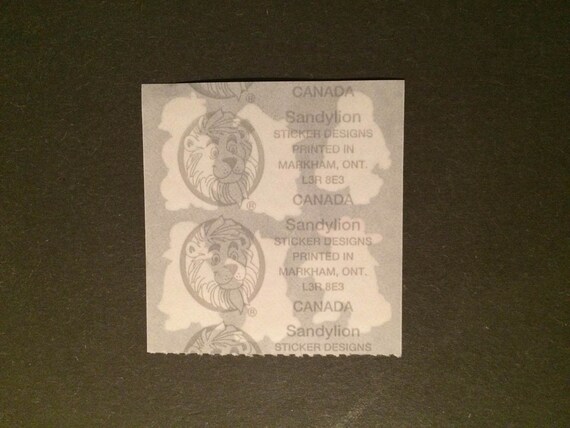 CANADA
®
Sandylion
STICKER DESIGNS
PRINTED IN
MARKHAM, ONT.
L3R 8E3
®
CANADA
Sandylion
STICKER DESIGNS
PRINTED IN
MARKHAM, ONT.
L3R 8E3
®
CANADA
Sandylion
STICKER DESIGNS